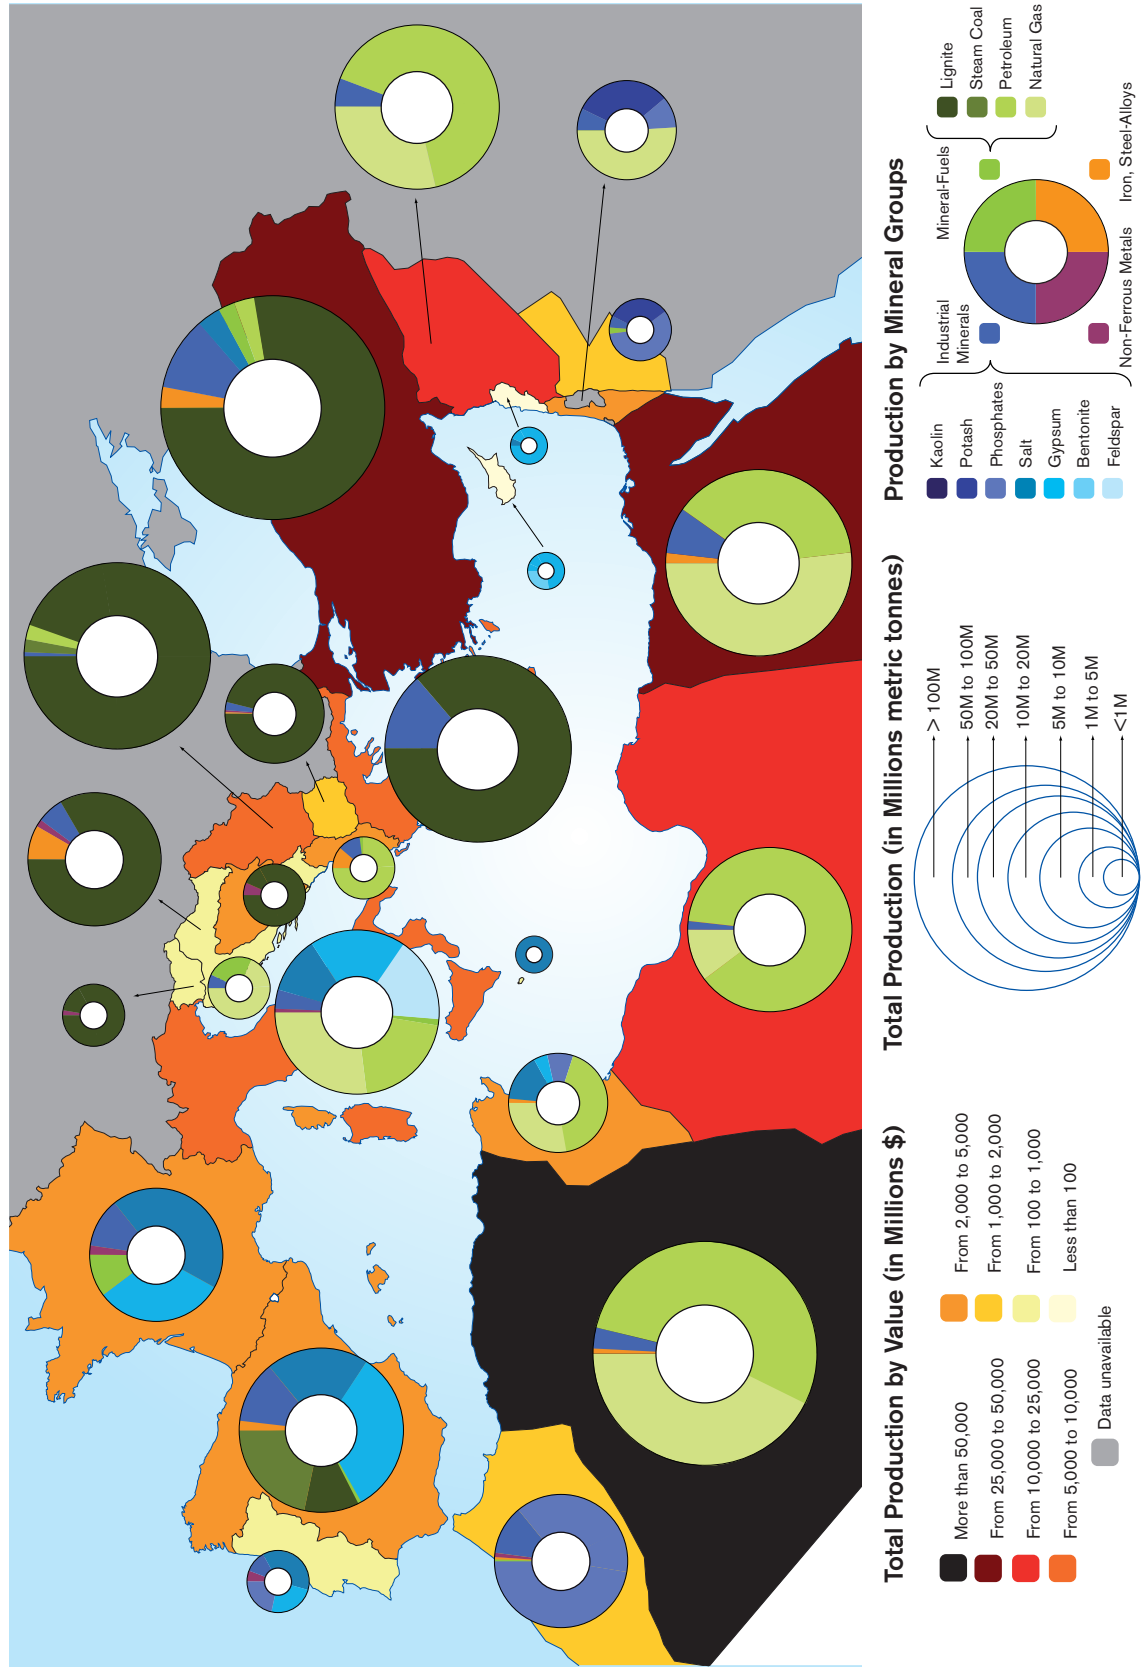 Total Production by Value (in Millions $)
More than 50,000
From 25,000 to 50,000
From 10,000 to 25,000
From 5,000 to 10,000
From 2,000 to 5,000
From 1,000 to 2,000
From 100 to 1,000
Less than 100
Data unavailable
Total Production (in Millions metric tonnes)
> 100M
50M to 100M
20M to 50M
10M to 20M
5M to 10M
1M to 5M
<1M
Production by Mineral Groups
Kaolin
Potash
Phosphates
Salt
Gypsum
Bentonite
Feldspar
Industrial
Minerals
Mineral-Fuels
Non-Ferrous Metals
Iron, Steel-Alloys
Lignite
Steam Coal
Petroleum
Natural Gas